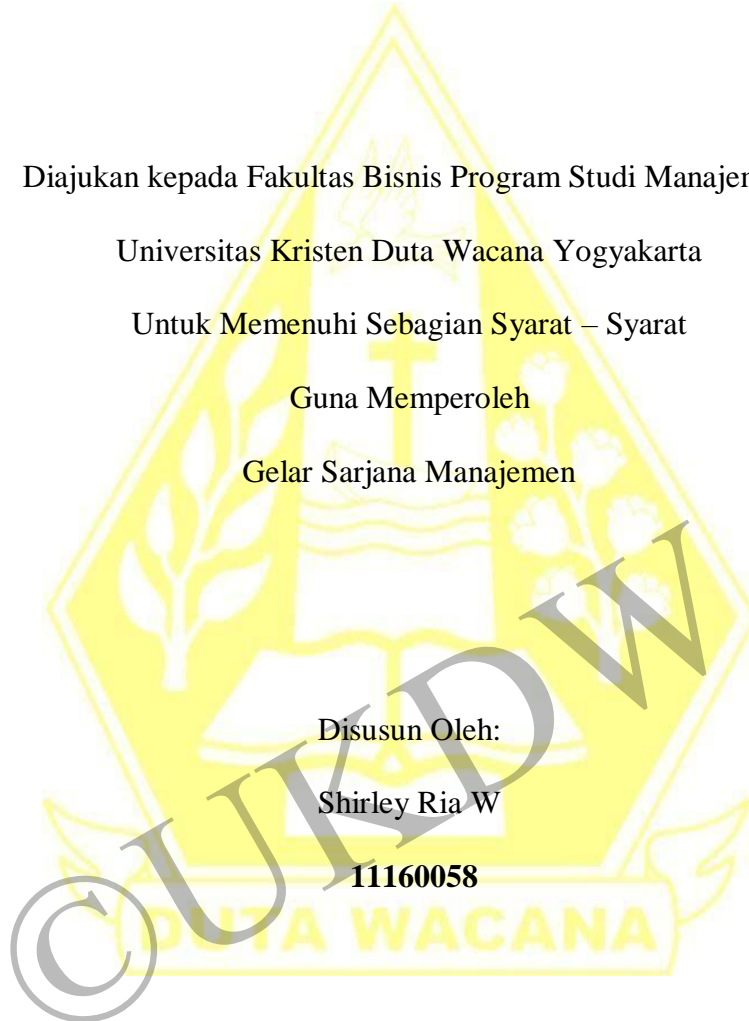 Diajukan kepada Fakultas Bisnis Program Studi Manajer
Universitas Kristen Duta Wacana Yogyakarta
Untuk Memenuhi Sebagian Syarat – Syarat
Guna Memperoleh
Gelar Sarjana Manajemen
Disusun Oleh:
Shirley Ria W
11160058
DUTA WACANA
©UKDW